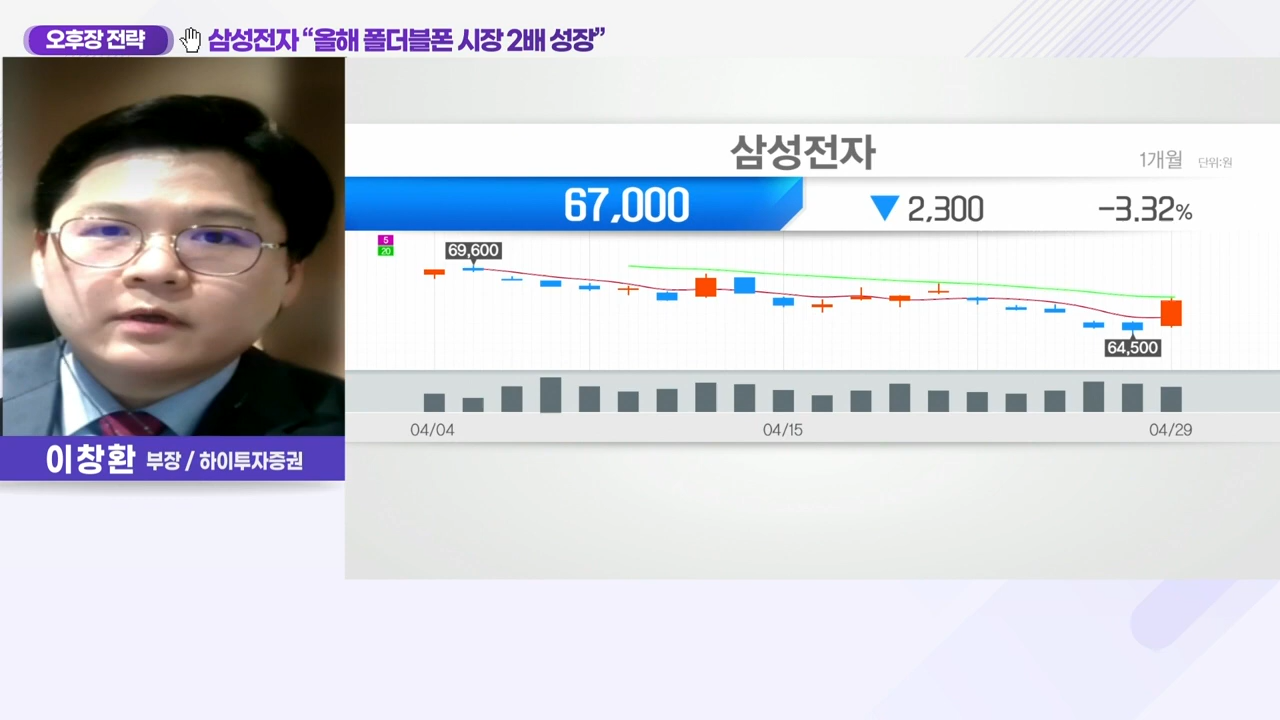 오후장 전략 삼성전자 “올해 폴더블폰 시장 2배 성장”
삼성전자
1개월 단위:원
67,000 ▼ 2,300 -3.32%
5
20
69,600
64,500
04/04 04/15 04/29
이창환 부장 / 하이투자증권